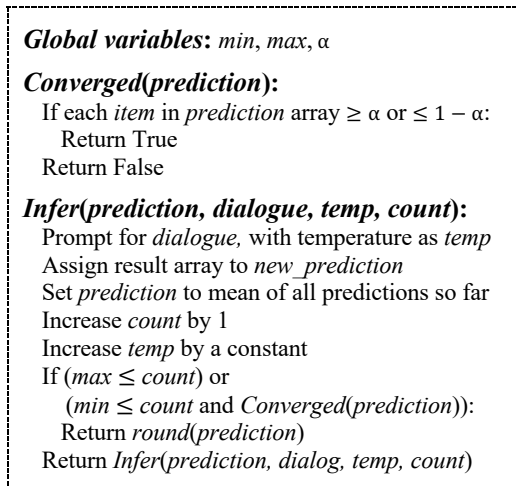 Global variables: min, max, α
Converged(prediction):
If each item in prediction array ≥ α or ≤ 1 − α:
Return True
Return False
Infer(prediction, dialogue, temp, count):
Prompt for dialogue, with temperature as temp
Assign result array to new_prediction
Set prediction to mean of all predictions so far
Increase count by 1
Increase temp by a constant
If (max ≤ count) or
(min ≤ count and Converged(prediction)):
Return round(prediction)
Return Infer(prediction, dialog, temp, count)